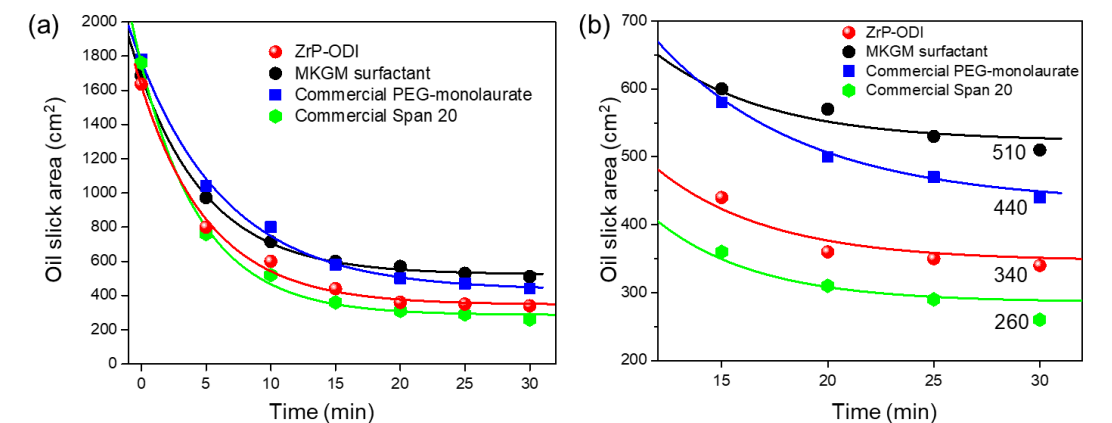 (a)
Oil slick area (cm²)
2000
1800
1600
1400
1200
1000
800
600
400
200
0
ZrP-ODI
MKGM surfactant
Commercial PEG-monolaurate
Commercial Span 20
0 5 10 15 20 25 30
Time (min)
(b)
Oil slick area (cm²)
700
600
500
400
300
200
ZrP-ODI
MKGM surfactant
Commercial PEG-monolaurate
Commercial Span 20
510
440
340
260
15 20 25 30
Time (min)